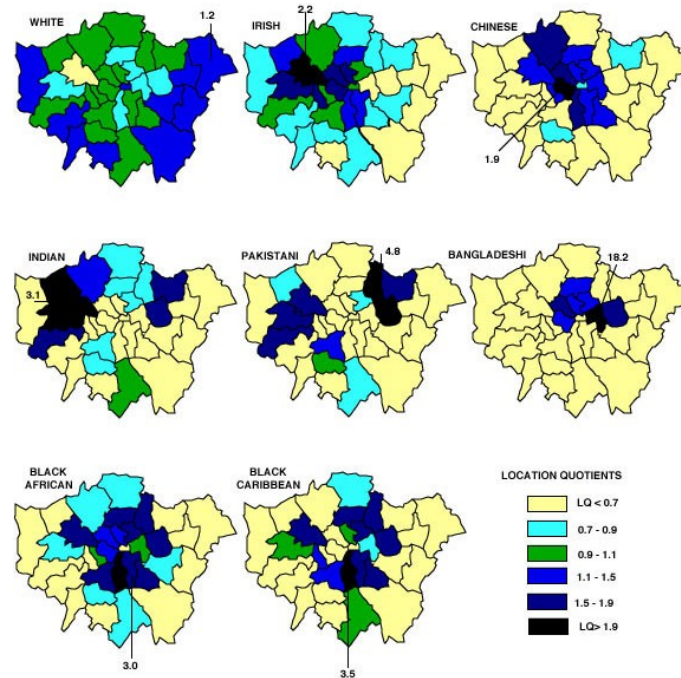 WHITE
1.2
IRISH
2.2
CHINESE
1.9
INDIAN
3.1
PAKISTANI
4.8
BANGLADESHI
18.2
BLACK
AFRICAN
3.0
BLACK
CARIBBEAN
3.5
LOCATION QUOTIENTS
LQ < 0.7
0.7 - 0.9
0.9 - 1.1
1.1 - 1.5
1.5 - 1.9
LQ> 1.9